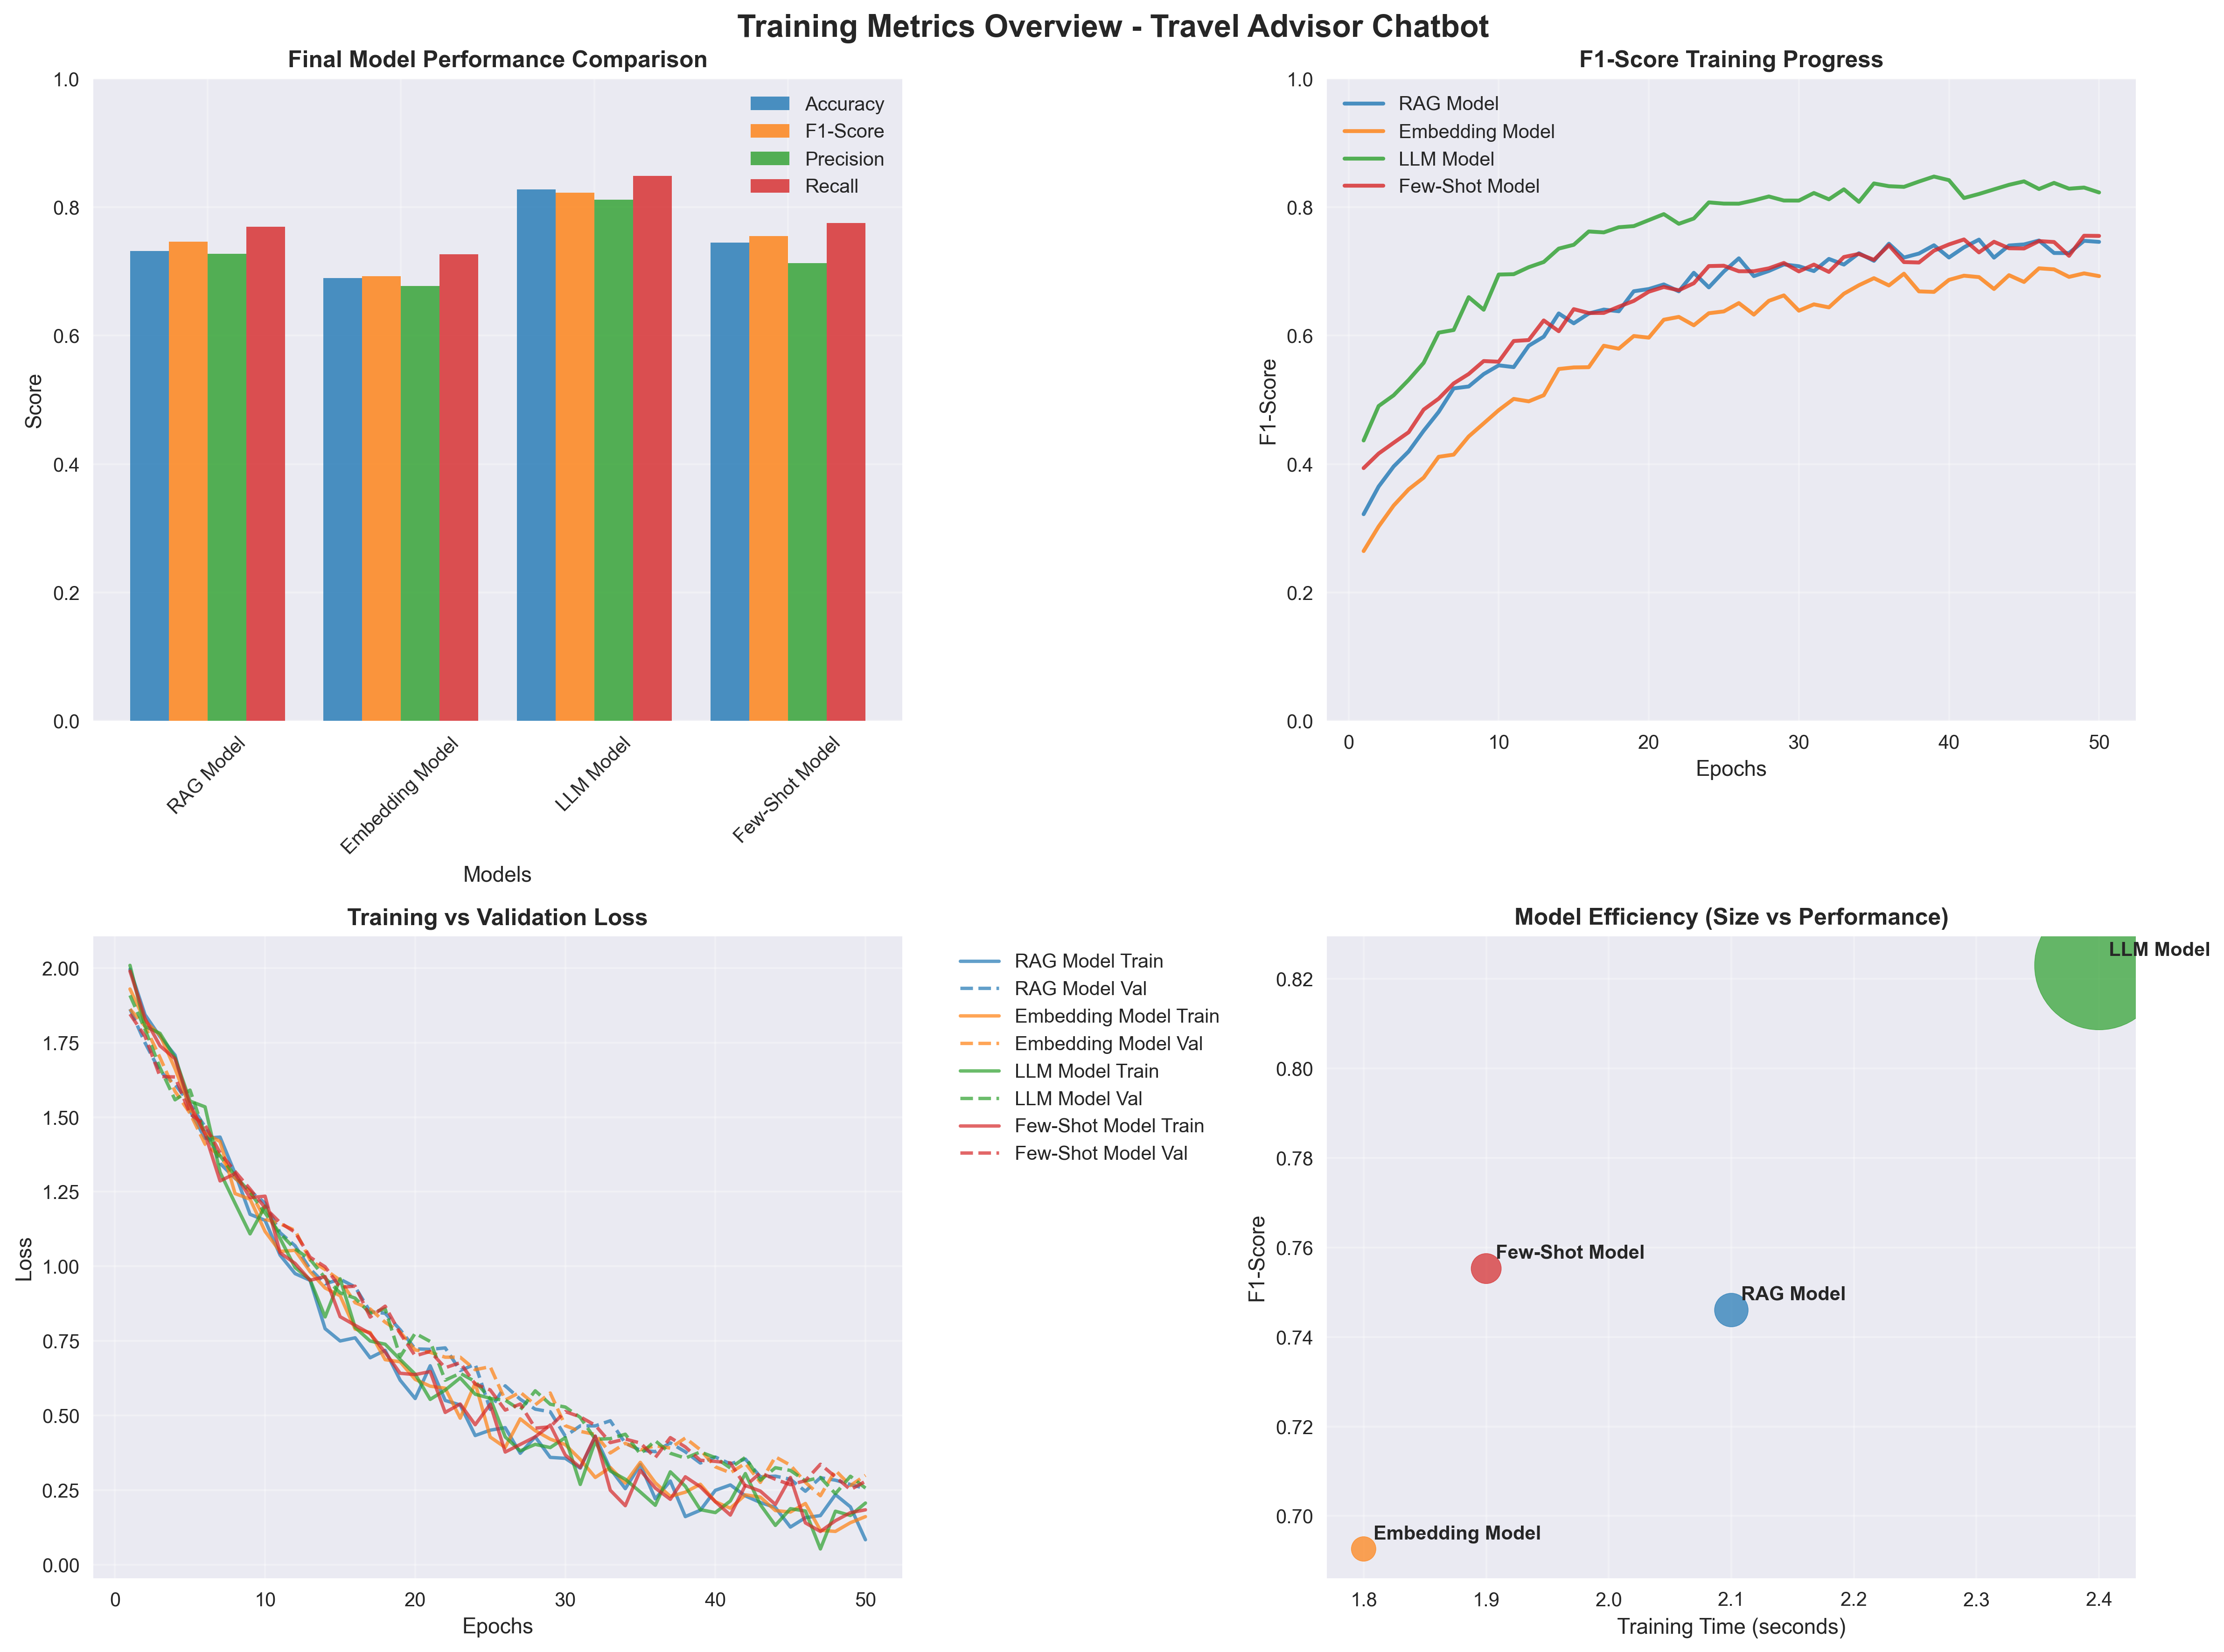 Training Metrics Overview - Travel Advisor Chatbot
Final Model Performance Comparison
1.0
0.8
0.6
0.4
0.2
0.0
Score
Accuracy
F1-Score
Precision
Recall
RAG Model
Embedding Model
LLM Model
Few-Shot Model
Models
F1-Score Training Progress
1.0
0.8
0.6
0.4
0.2
0.0
F1-Score
RAG Model
Embedding Model
LLM Model
Few-Shot Model
0
10
20
30
40
50
Epochs
Training vs Validation Loss
2.00
1.75
1.50
1.25
1.00
0.75
0.50
0.25
0.00
Loss
0
10
20
30
40
50
Epochs
RAG Model Train
RAG Model Val
Embedding Model Train
Embedding Model Val
LLM Model Train
LLM Model Val
Few-Shot Model Train
Few-Shot Model Val
Model Efficiency (Size vs Performance)
0.82
0.80
0.78
0.76
0.74
0.72
0.70
F1-Score
LLM Model
Few-Shot Model
RAG Model
Embedding Model
1.8
1.9
2.0
2.1
2.2
2.3
2.4
Training Time (seconds)